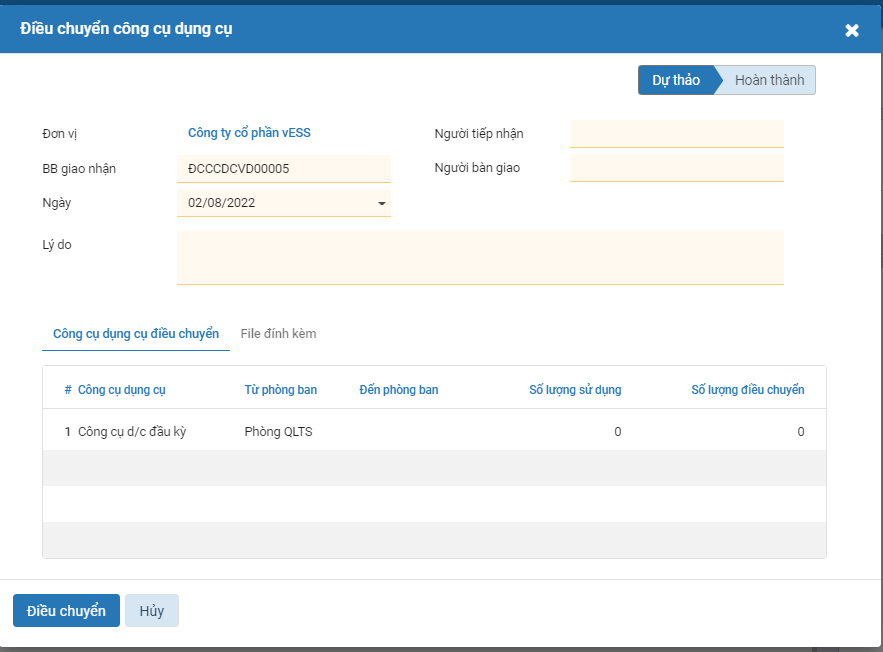 Điều chuyển công cụ dụng cụ
Dự thảo Hoàn thành
Đơn vị Công ty cổ phần vESS Người tiếp nhận
BB giao nhận ĐCCCDCVD00005 Người bàn giao
Ngày 02/08/2022
Lý do
Công cụ dụng cụ điều chuyển File đính kèm
# Công cụ dụng cụ Từ phòng ban Đến phòng ban Số lượng sử dụng Số lượng điều chuyển
1 Công cụ d/c đầu kỳ Phòng QLTS 0 0
Điều chuyển Hủy